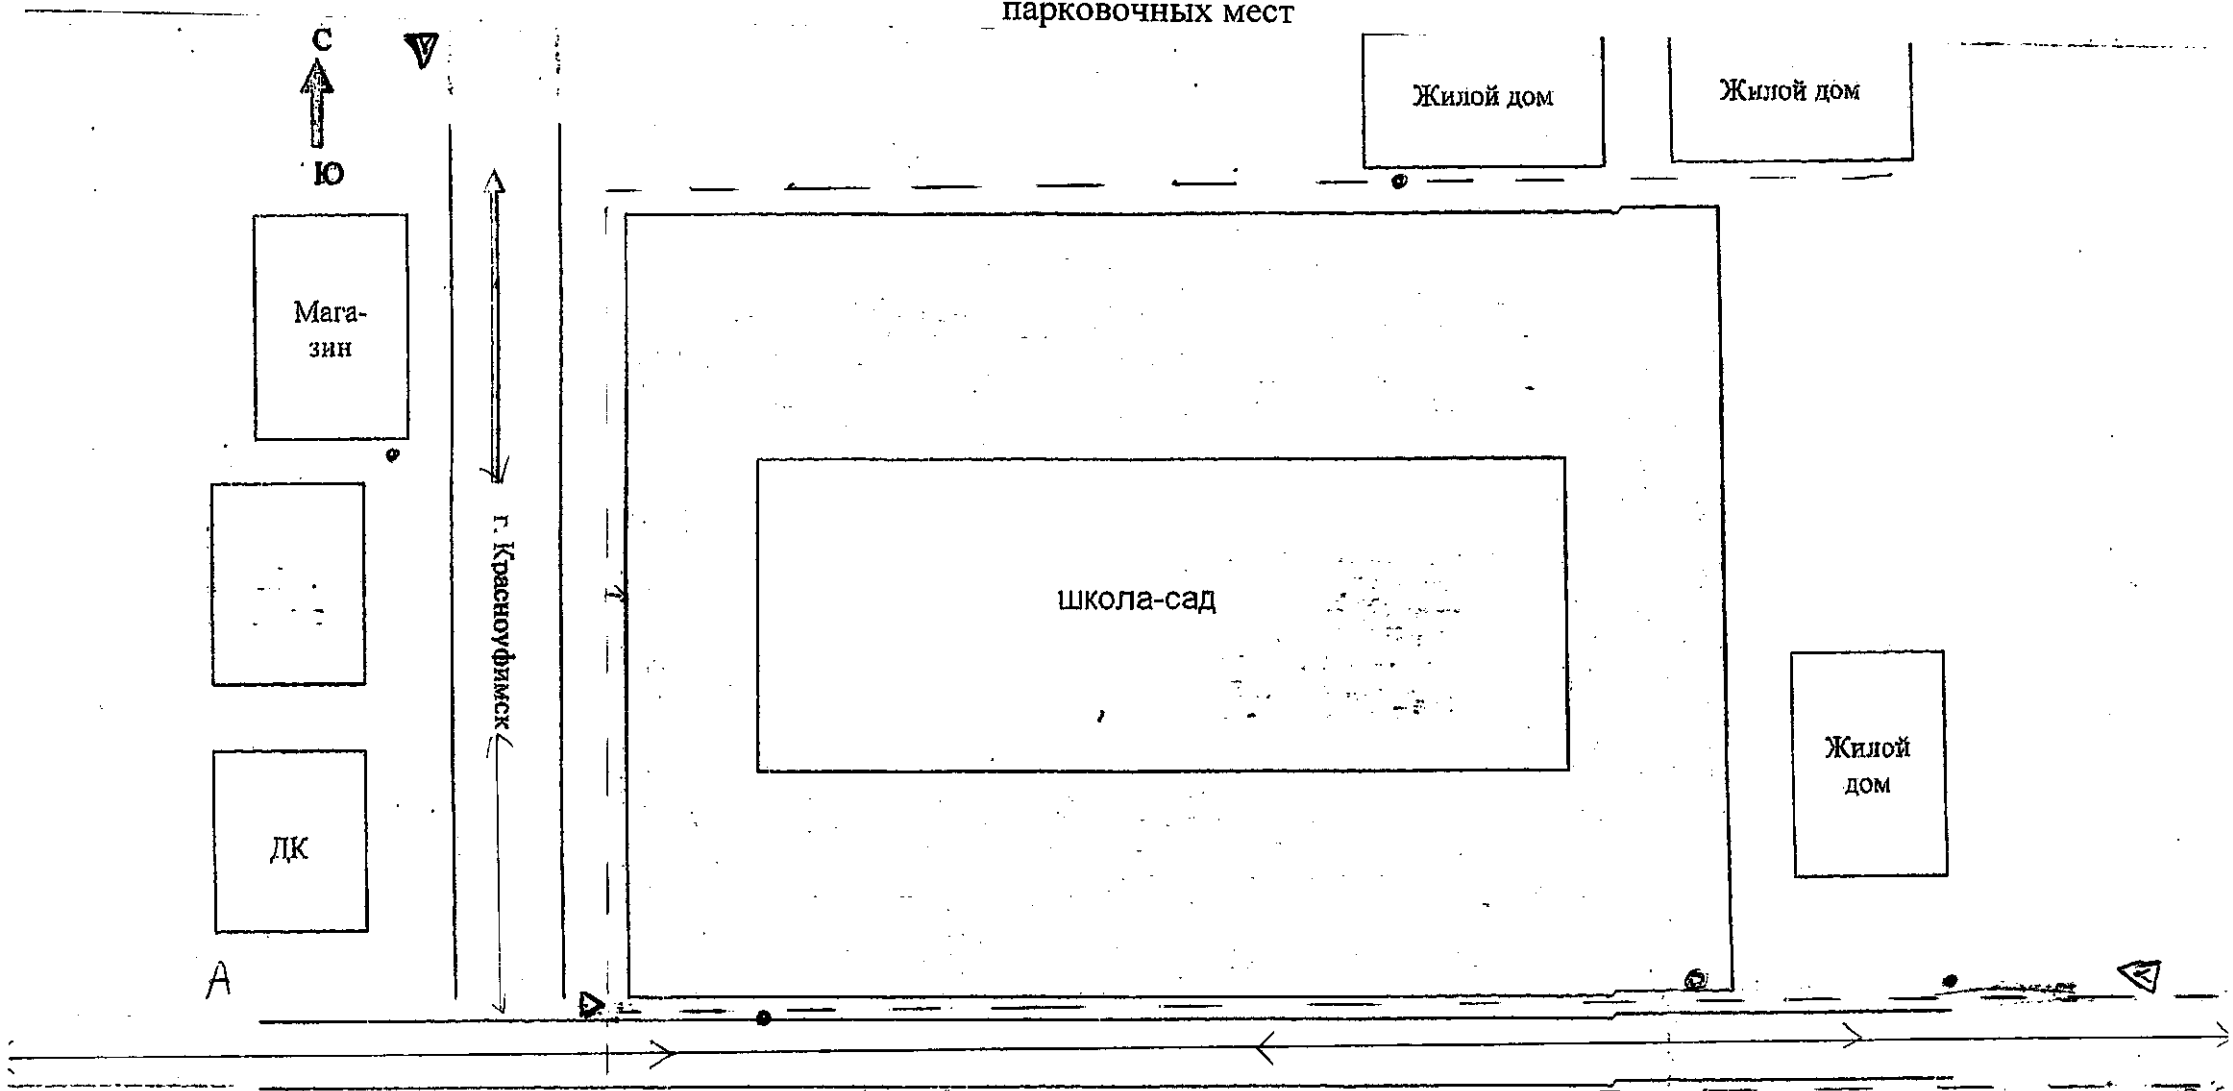 парковочных мест
С
Ю
Жилой дом
Жилой дом
Мага-
зин
г. Красноуфимск
школа-сад
Жилой
дом
ДК
А